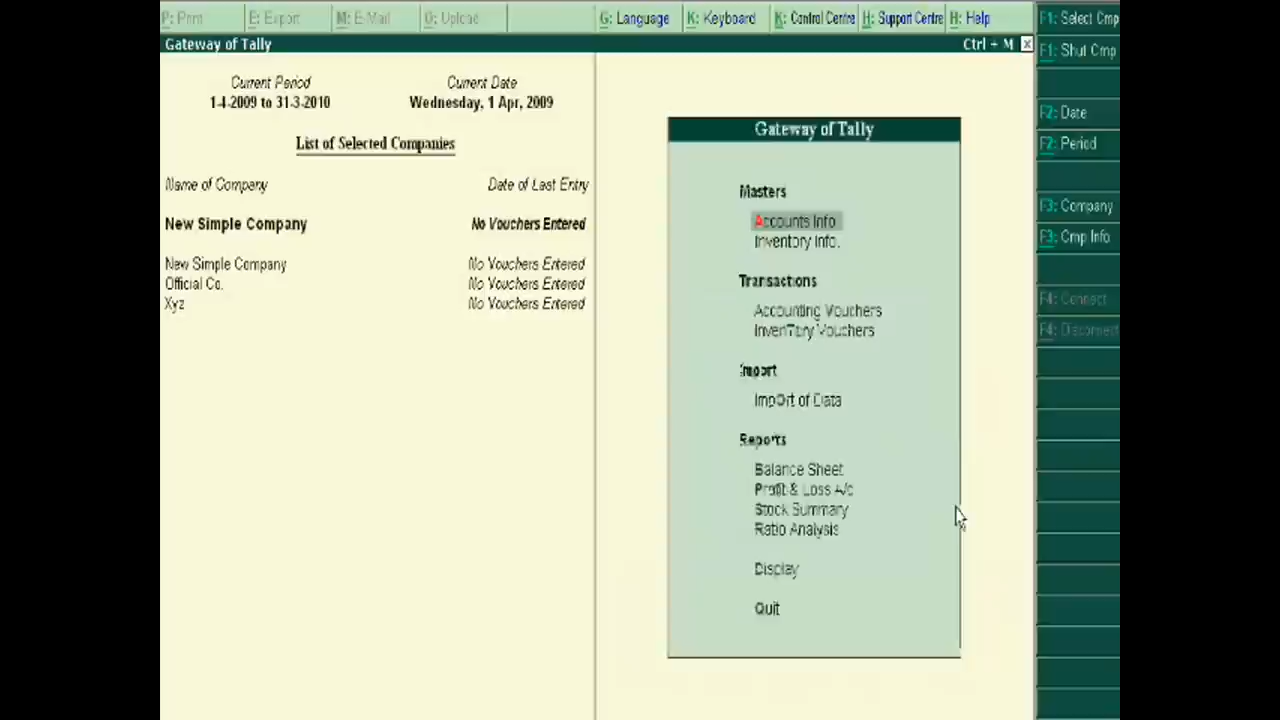 P: Print E: Export M: E-Mail O: Upload G: Language K: Keyboard K: Control Centre H: Support Centre H: Help
Gateway of Tally Ctrl + M x
Current Period Current Date
1-4-2009 to 31-3-2010 Wednesday, 1 Apr, 2009
List of Selected Companies
Name of Company Date of Last Entry
New Simple Company No Vouchers Entered
New Simple Company No Vouchers Entered
Official Co. No Vouchers Entered
Xyz No Vouchers Entered
Gateway of Tally
Masters
Accounts Info.
Inventory Info.
Transactions
Accounting Vouchers
InvenTory Vouchers
Import
ImpOrt of Data
Reports
Balance Sheet
Profit & Loss A/c
Stock Summary
Ratio Analysis
Display
Quit
F1: Select Cmp
F1: Shut Cmp
F2: Date
F2: Period
F3: Company
F3: Cmp Info
F4: Connect
F4: Disconnect